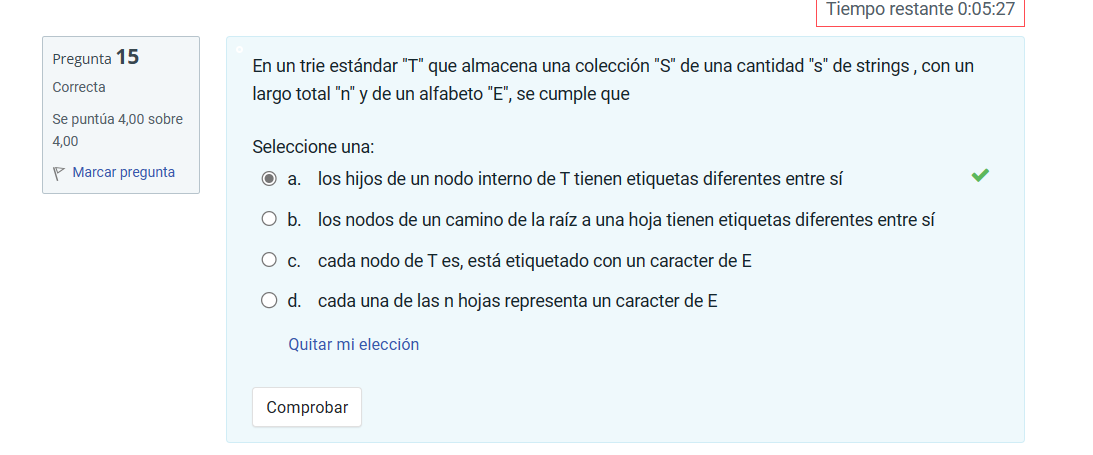 Tiempo restante 0:05:27
Pregunta 15
Correcta
Se puntúa 4,00 sobre
4,00
Marcar pregunta
En un trie estándar "T" que almacena una colección "S" de una cantidad "s" de strings , con un
largo total "n" y de un alfabeto "E", se cumple que
Seleccione una:
a. los hijos de un nodo interno de T tienen etiquetas diferentes entre sí
b. los nodos de un camino de la raíz a una hoja tienen etiquetas diferentes entre sí
c. cada nodo de T es, está etiquetado con un caracter de E
d. cada una de las n hojas representa un caracter de E
Quitar mi elección
Comprobar